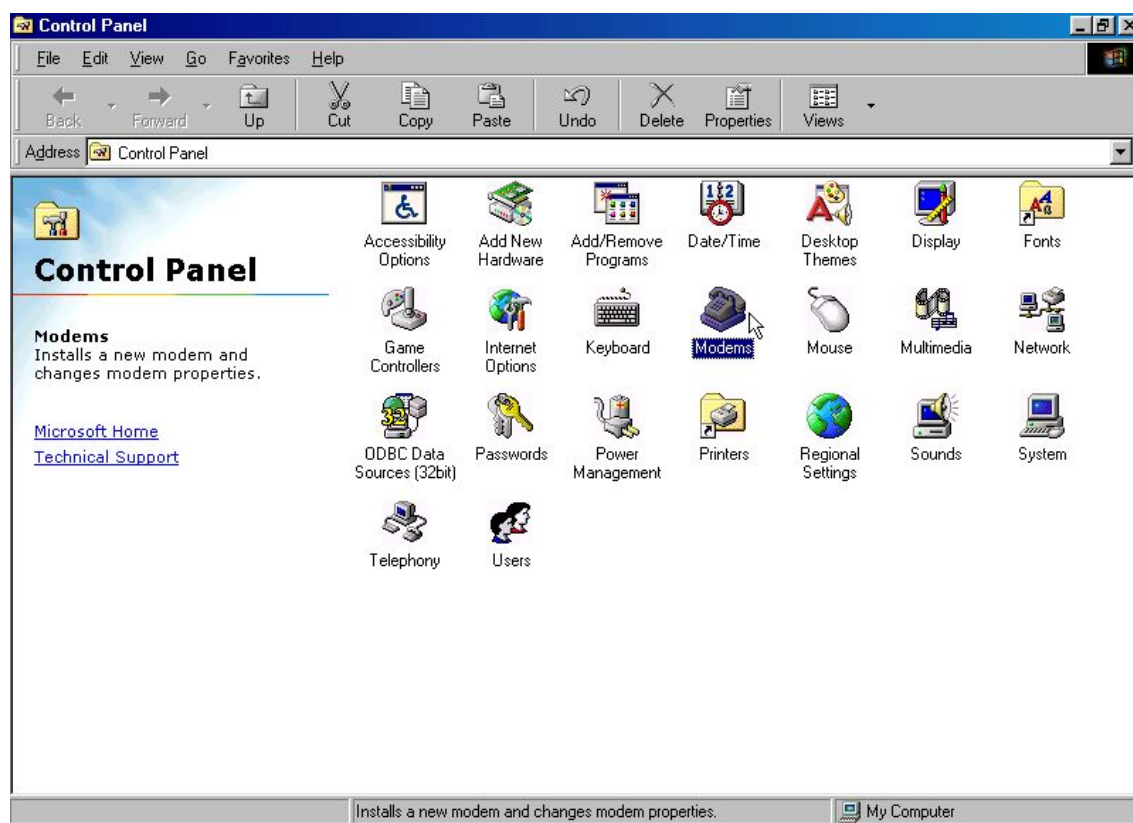 Control Panel
File Edit View Go Favorites Help
Back Forward Up Cut Copy Paste Undo Delete Properties Views
Address Control Panel
Control Panel
Modems
Installs a new modem and
changes modem properties.
Microsoft Home
Technical Support
Accessibility Options
Add New Hardware
Add/Remove Programs
Date/Time
Desktop Themes
Display
Fonts
Game Controllers
Internet Options
Keyboard
Modems
Mouse
Multimedia
Network
ODBC Data Sources (32bit)
Passwords
Power Management
Printers
Regional Settings
Sounds
System
Telephony
Users
Installs a new modem and changes modem properties. My Computer